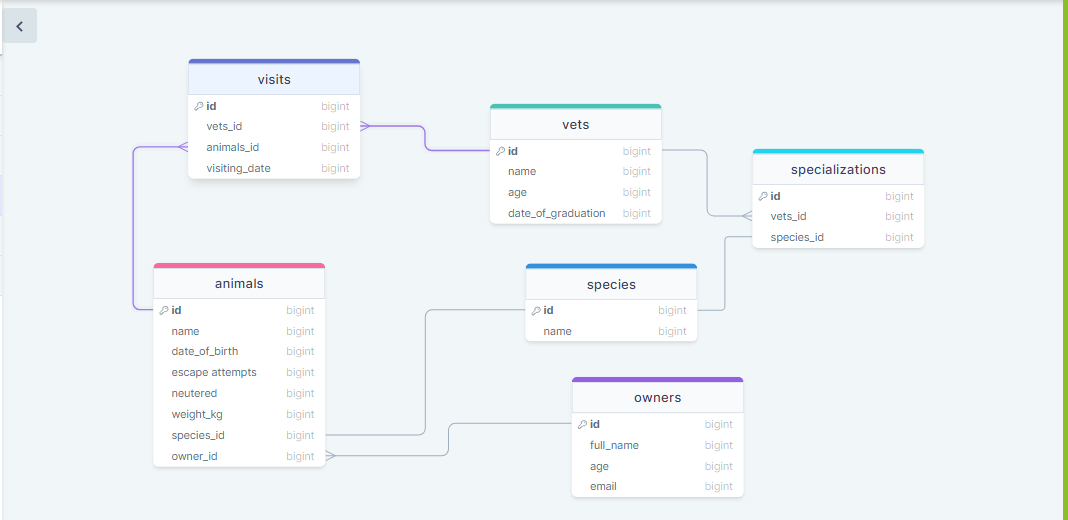 visits
id bigint
vets_id bigint
animals_id bigint
visiting_date bigint
vets
id bigint
name bigint
age bigint
date_of_graduation bigint
specializations
id bigint
vets_id bigint
species_id bigint
animals
id bigint
name bigint
date_of_birth bigint
escape attempts bigint
neutered bigint
weight_kg bigint
species_id bigint
owner_id bigint
species
id bigint
name bigint
owners
id bigint
full_name bigint
age bigint
email bigint